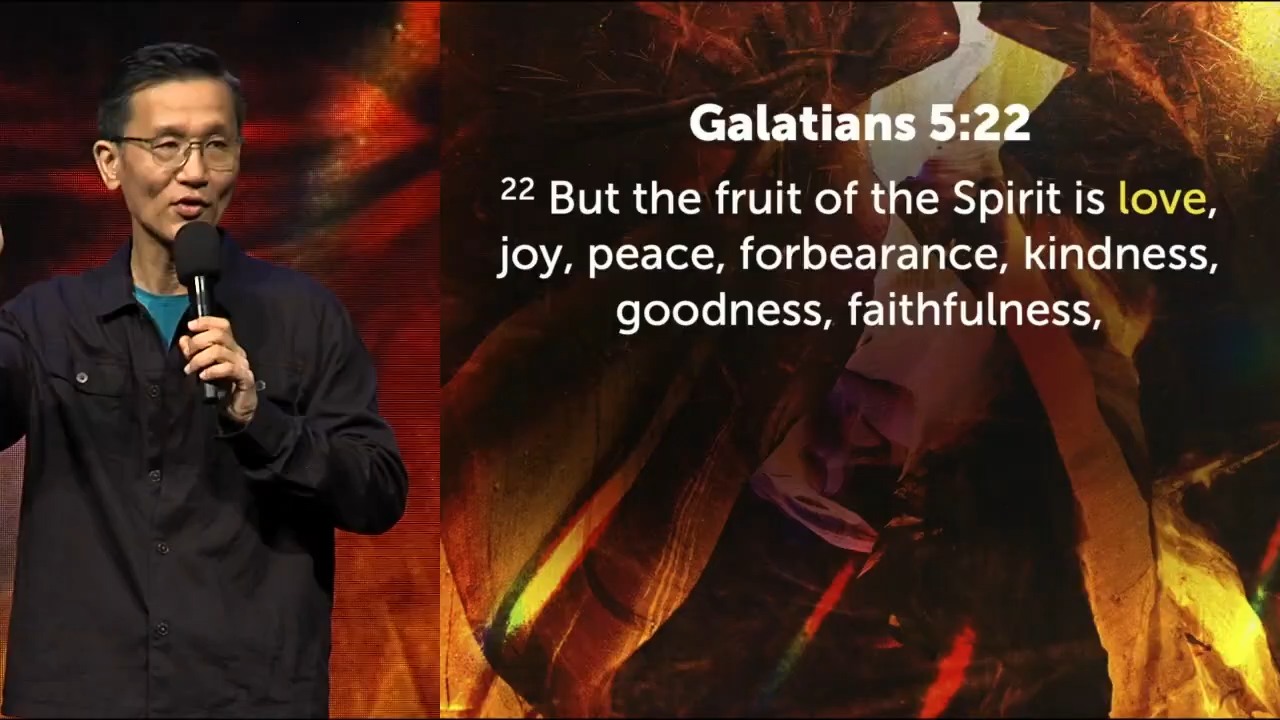 Galatians 5:22
22 But the fruit of the Spirit is love,
joy, peace, forbearance, kindness,
goodness, faithfulness,